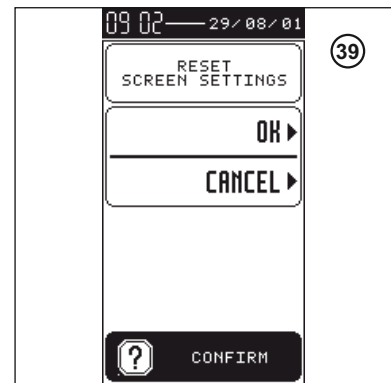 09 02 29/08/01
39
RESET
SCREEN SETTINGS
OK
CANCEL
? CONFIRM